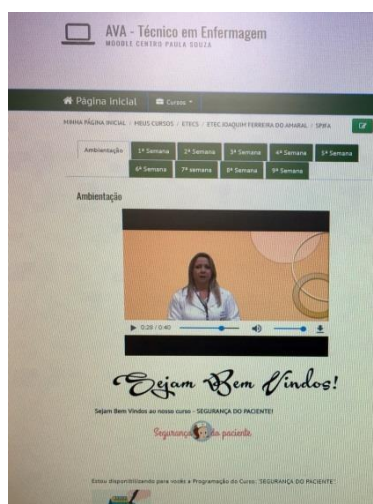 AVA - Técnico em Enfermagem
MOODLE CENTRO PAULA SOUZA
Página Inicial Cursos
MINHA PÁGINA INICIAL / MEUS CURSOS / ETECS / ETEC JOAQUIM FERREIRA DO AMARAL / SPIFA
Ambientação 1ª Semana 2ª Semana 3ª Semana 4ª Semana 5ª Semana
6ª Semana 7ª semana 8ª Semana 9ª Semana
Ambientação
0:28 / 0:40
Sejam Bem Vindos!
Sejam Bem Vindos ao nosso curso - SEGURANÇA DO PACIENTE!
Segurança do paciente.
Estou disponibilizando para vocês a Programação do Curso: "SEGURANÇA DO PACIENTE".